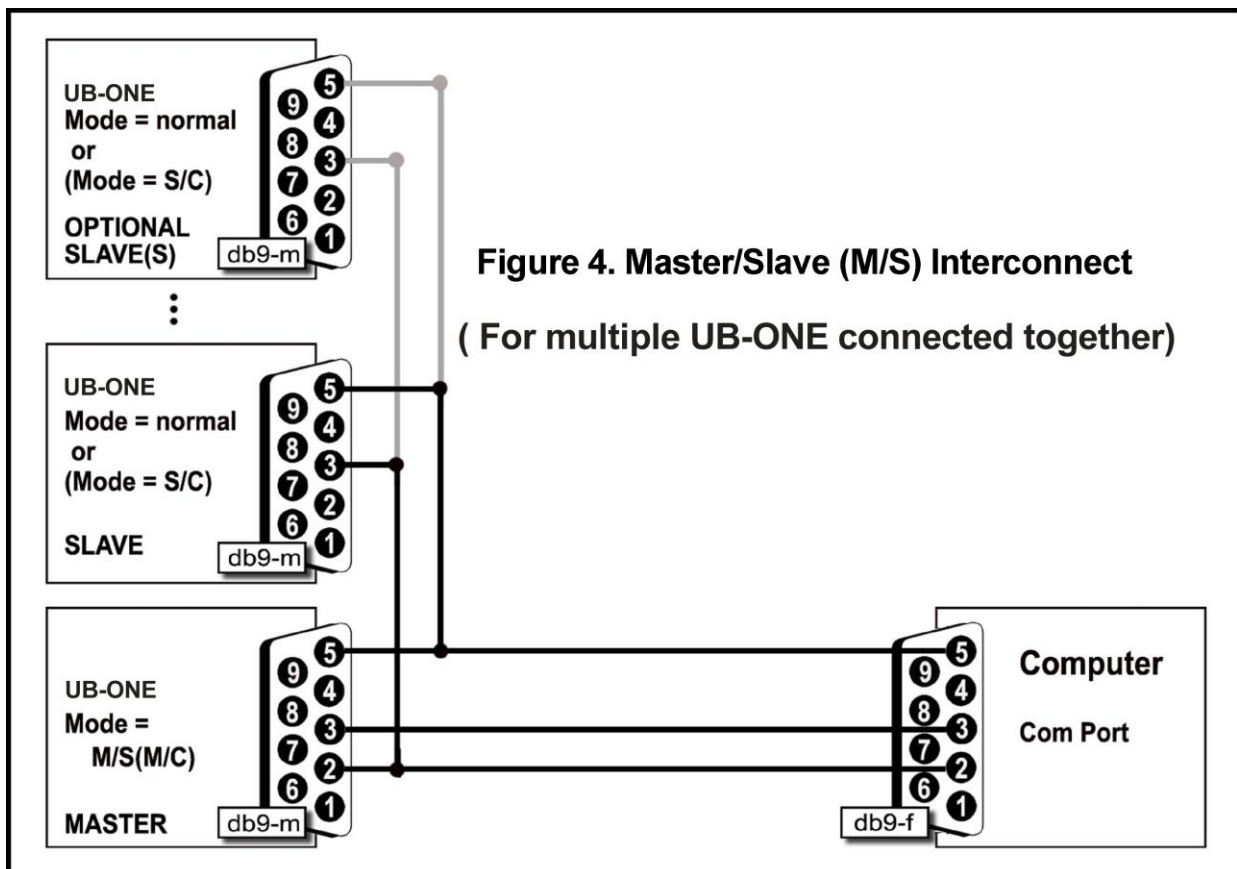 UB-ONE
Mode = normal
or
(Mode = S/C)
OPTIONAL
SLAVE(S)
db9-m
5
9
4
8
3
7
2
6
1
Figure 4. Master/Slave (M/S) Interconnect
( For multiple UB-ONE connected together)
UB-ONE
Mode = normal
or
(Mode = S/C)
SLAVE
db9-m
5
9
4
8
3
7
2
6
1
UB-ONE
Mode =
M/S(M/C)
MASTER
db9-m
5
9
4
8
3
7
2
6
1
db9-f
5
9
4
8
3
7
2
6
1
Computer
Com Port